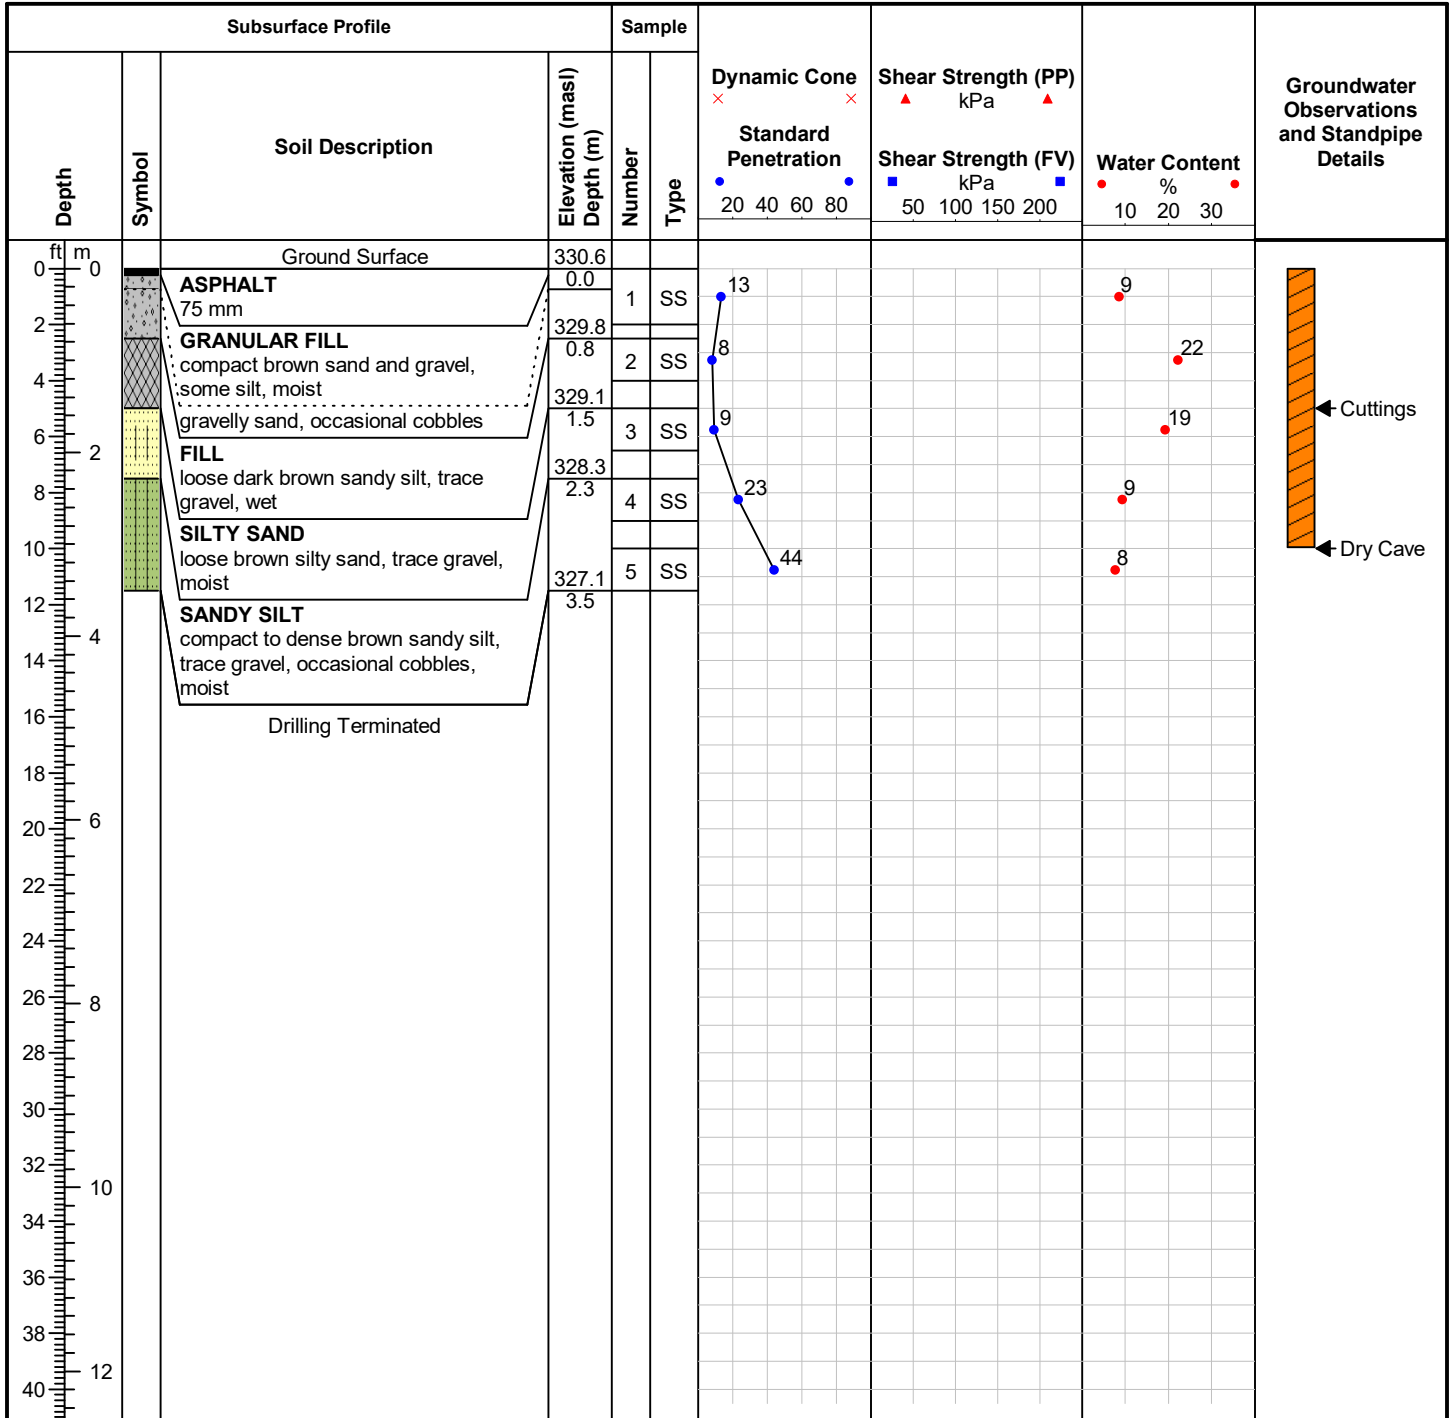 Subsurface Profile
Sample
Depth
Symbol
Soil Description
Elevation (masl)
Depth (m)
Number
Type
Dynamic Cone
Standard
Penetration
20 40 60 80
Shear Strength (PP)
kPa
Shear Strength (FV)
kPa
50 100 150 200
Water Content
%
10 20 30
Groundwater
Observations
and Standpipe
Details
ft m
Ground Surface
330.6
0 0
0.0
ASPHALT
75 mm
1 SS
13
9
2
329.8
0.8
GRANULAR FILL
compact brown sand and gravel,
some silt, moist
2 SS
8
22
4
329.1
1.5
gravelly sand, occasional cobbles
3 SS
9
19
Cuttings
6
2
FILL
loose dark brown sandy silt, trace
gravel, wet
328.3
2.3
8
4 SS
23
9
SILTY SAND
loose brown silty sand, trace gravel,
moist
10
5 SS
44
8
Dry Cave
327.1
3.5
12
SANDY SILT
compact to dense brown sandy silt,
trace gravel, occasional cobbles,
moist
4
14
16
Drilling Terminated
18
20
6
22
24
26
8
28
30
32
10
34
36
38
12
40